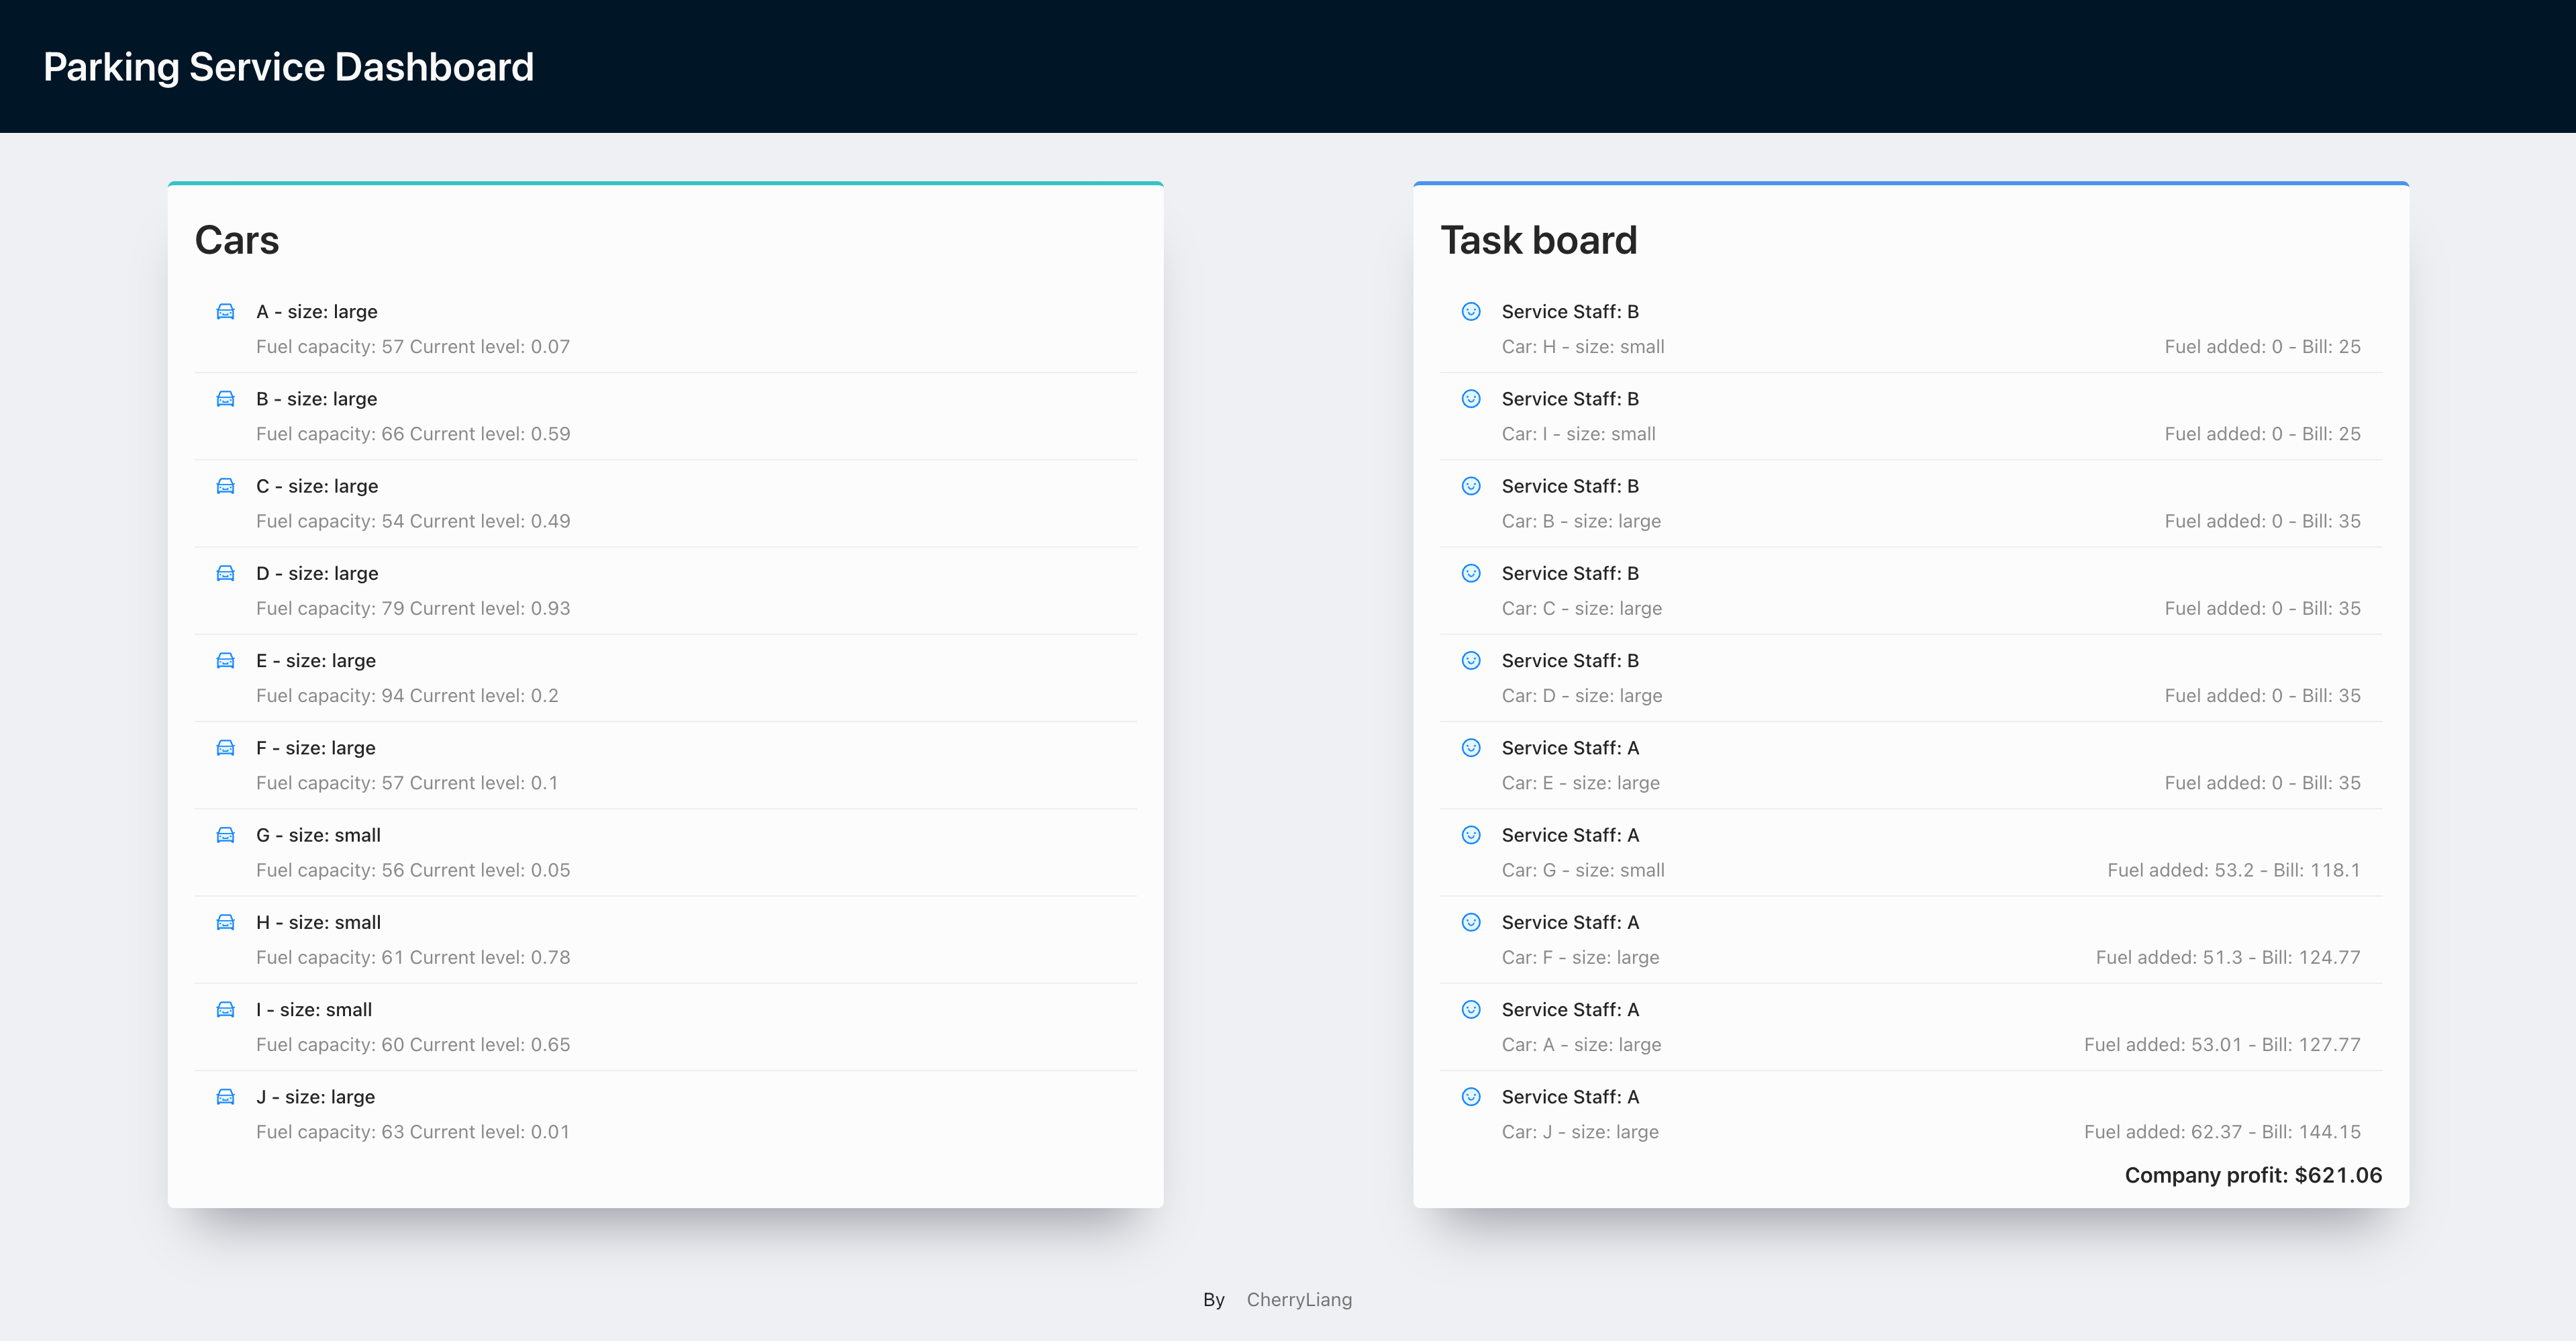 Parking Service Dashboard
Cars
A - size: large
Fuel capacity: 57 Current level: 0.07
B - size: large
Fuel capacity: 66 Current level: 0.59
C - size: large
Fuel capacity: 54 Current level: 0.49
D - size: large
Fuel capacity: 79 Current level: 0.93
E - size: large
Fuel capacity: 94 Current level: 0.2
F - size: large
Fuel capacity: 57 Current level: 0.1
G - size: small
Fuel capacity: 56 Current level: 0.05
H - size: small
Fuel capacity: 61 Current level: 0.78
I - size: small
Fuel capacity: 60 Current level: 0.65
J - size: large
Fuel capacity: 63 Current level: 0.01
Task board
Service Staff: B
Car: H - size: small Fuel added: 0 - Bill: 25
Service Staff: B
Car: I - size: small Fuel added: 0 - Bill: 25
Service Staff: B
Car: B - size: large Fuel added: 0 - Bill: 35
Service Staff: B
Car: C - size: large Fuel added: 0 - Bill: 35
Service Staff: B
Car: D - size: large Fuel added: 0 - Bill: 35
Service Staff: A
Car: E - size: large Fuel added: 0 - Bill: 35
Service Staff: A
Car: G - size: small Fuel added: 53.2 - Bill: 118.1
Service Staff: A
Car: F - size: large Fuel added: 51.3 - Bill: 124.77
Service Staff: A
Car: A - size: large Fuel added: 53.01 - Bill: 127.77
Service Staff: A
Car: J - size: large Fuel added: 62.37 - Bill: 144.15
Company profit: $621.06
By CherryLiang